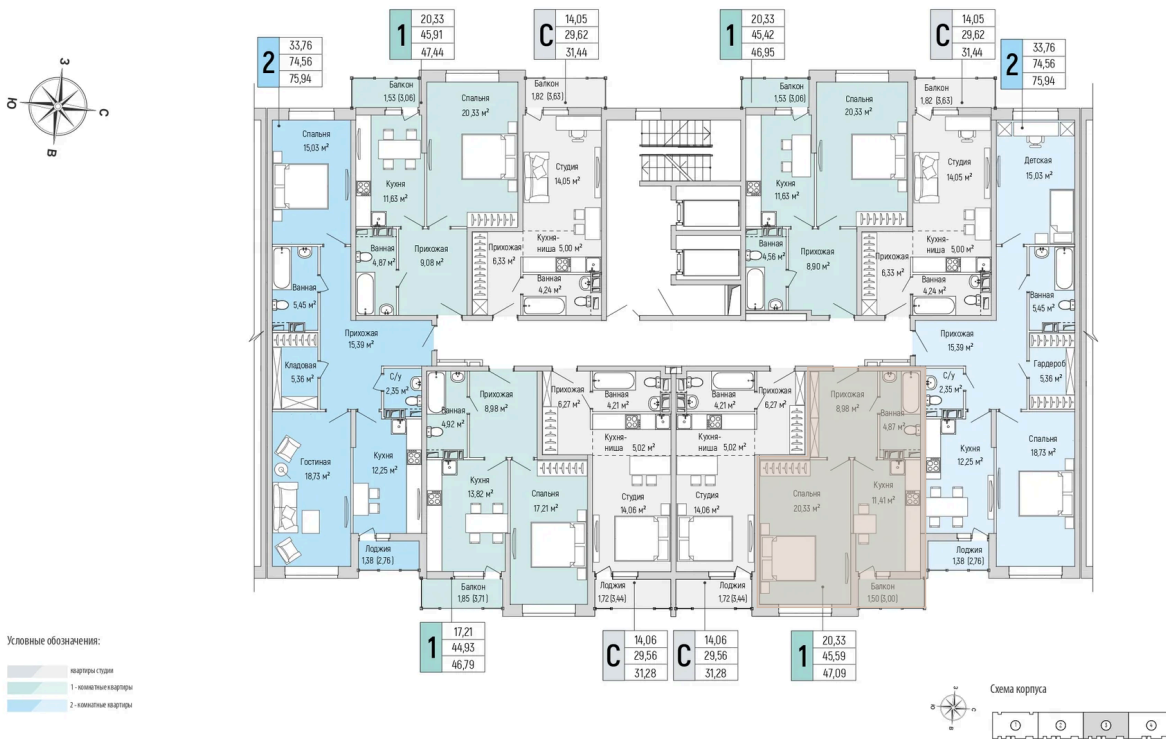 1
20,33
45,91
47,44
С
14,05
29,62
31,44
1
20,33
45,42
46,95
С
14,05
29,62
31,44
2
33,76
74,56
75,94
2
33,76
74,56
75,94
З
Ю
С
В
Балкон
1,53 (3,06)
Спальня
20,33 м²
Балкон
1,82 (3,63)
Балкон
1,53 (3,06)
Спальня
20,33 м²
Балкон
1,82 (3,63)
Спальня
15,03 м²
Кухня
11,63 м²
Студия
14,05 м²
Кухня
11,63 м²
Студия
14,05 м²
Детская
15,03 м²
Ванная
4,87 м²
Прихожая
9,08 м²
Прихожая
6,33 м²
Кухня-
ниша 5,00 м²
Ванная
4,24 м²
Ванная
4,56 м²
Прихожая
8,90 м²
Прихожая
6,33 м²
Кухня-
ниша 5,00 м²
Ванная
4,24 м²
Ванная
5,45 м²
Ванная
5,45 м²
Прихожая
15,39 м²
Прихожая
15,39 м²
Кладовая
5,36 м²
С/у
2,35 м²
Ванная
4,92 м²
Прихожая
8,98 м²
Прихожая
6,27 м²
Ванная
4,21 м²
Ванная
4,21 м²
Прихожая
6,27 м²
Прихожая
8,98 м²
Ванная
4,87 м²
С/у
2,35 м²
Гардероб
5,36 м²
Кухня-
ниша 5,02 м²
Кухня-
ниша 5,02 м²
Гостиная
18,73 м²
Кухня
12,25 м²
Кухня
13,82 м²
Спальня
17,21 м²
Студия
14,06 м²
Студия
14,06 м²
Спальня
20,33 м²
Кухня
11,41 м²
Кухня
12,25 м²
Спальня
18,73 м²
Лоджия
1,38 (2,76)
Балкон
1,85 (3,71)
Лоджия
1,72 (3,44)
Лоджия
1,72 (3,44)
Балкон
1,50 (3,00)
Лоджия
1,38 (2,76)
1
17,21
44,93
46,79
С
14,06
29,56
31,28
С
14,06
29,56
31,28
1
20,33
45,59
47,09
Условные обозначения:
квартиры студии
1 - комнатные квартиры
2 - комнатные квартиры
З
Ю
С
В
Схема корпуса
1
2
3
4